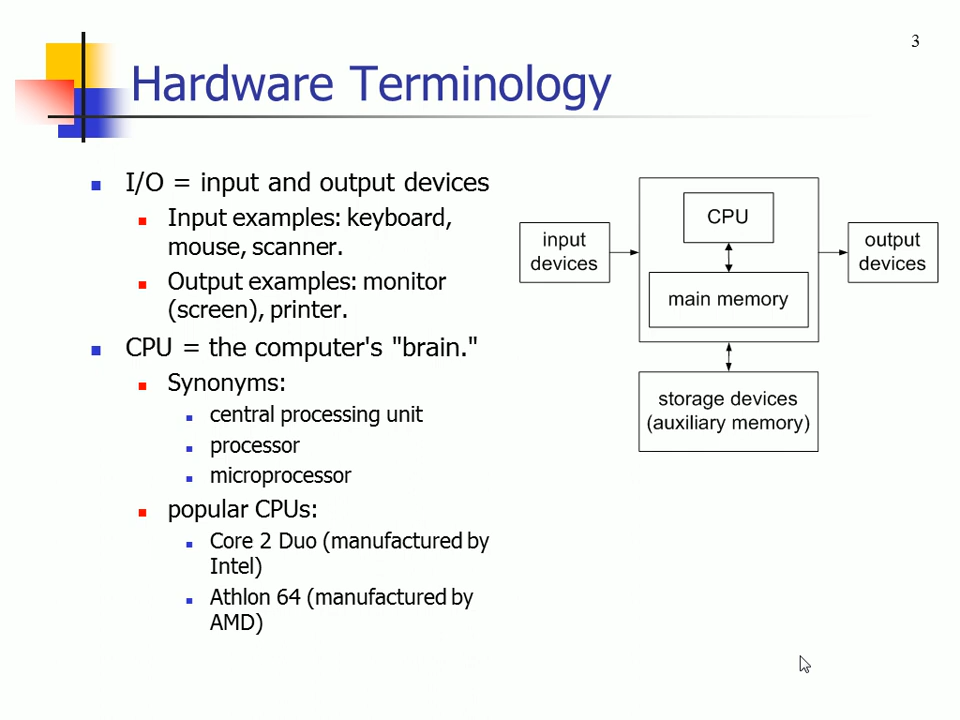 3
Hardware Terminology
I/O = input and output devices
Input examples: keyboard,
mouse, scanner.
Output examples: monitor
(screen), printer.
CPU = the computer's "brain."
Synonyms:
central processing unit
processor
microprocessor
popular CPUs:
Core 2 Duo (manufactured by
Intel)
Athlon 64 (manufactured by
AMD)
input
devices
CPU
main memory
output
devices
storage devices
(auxiliary memory)